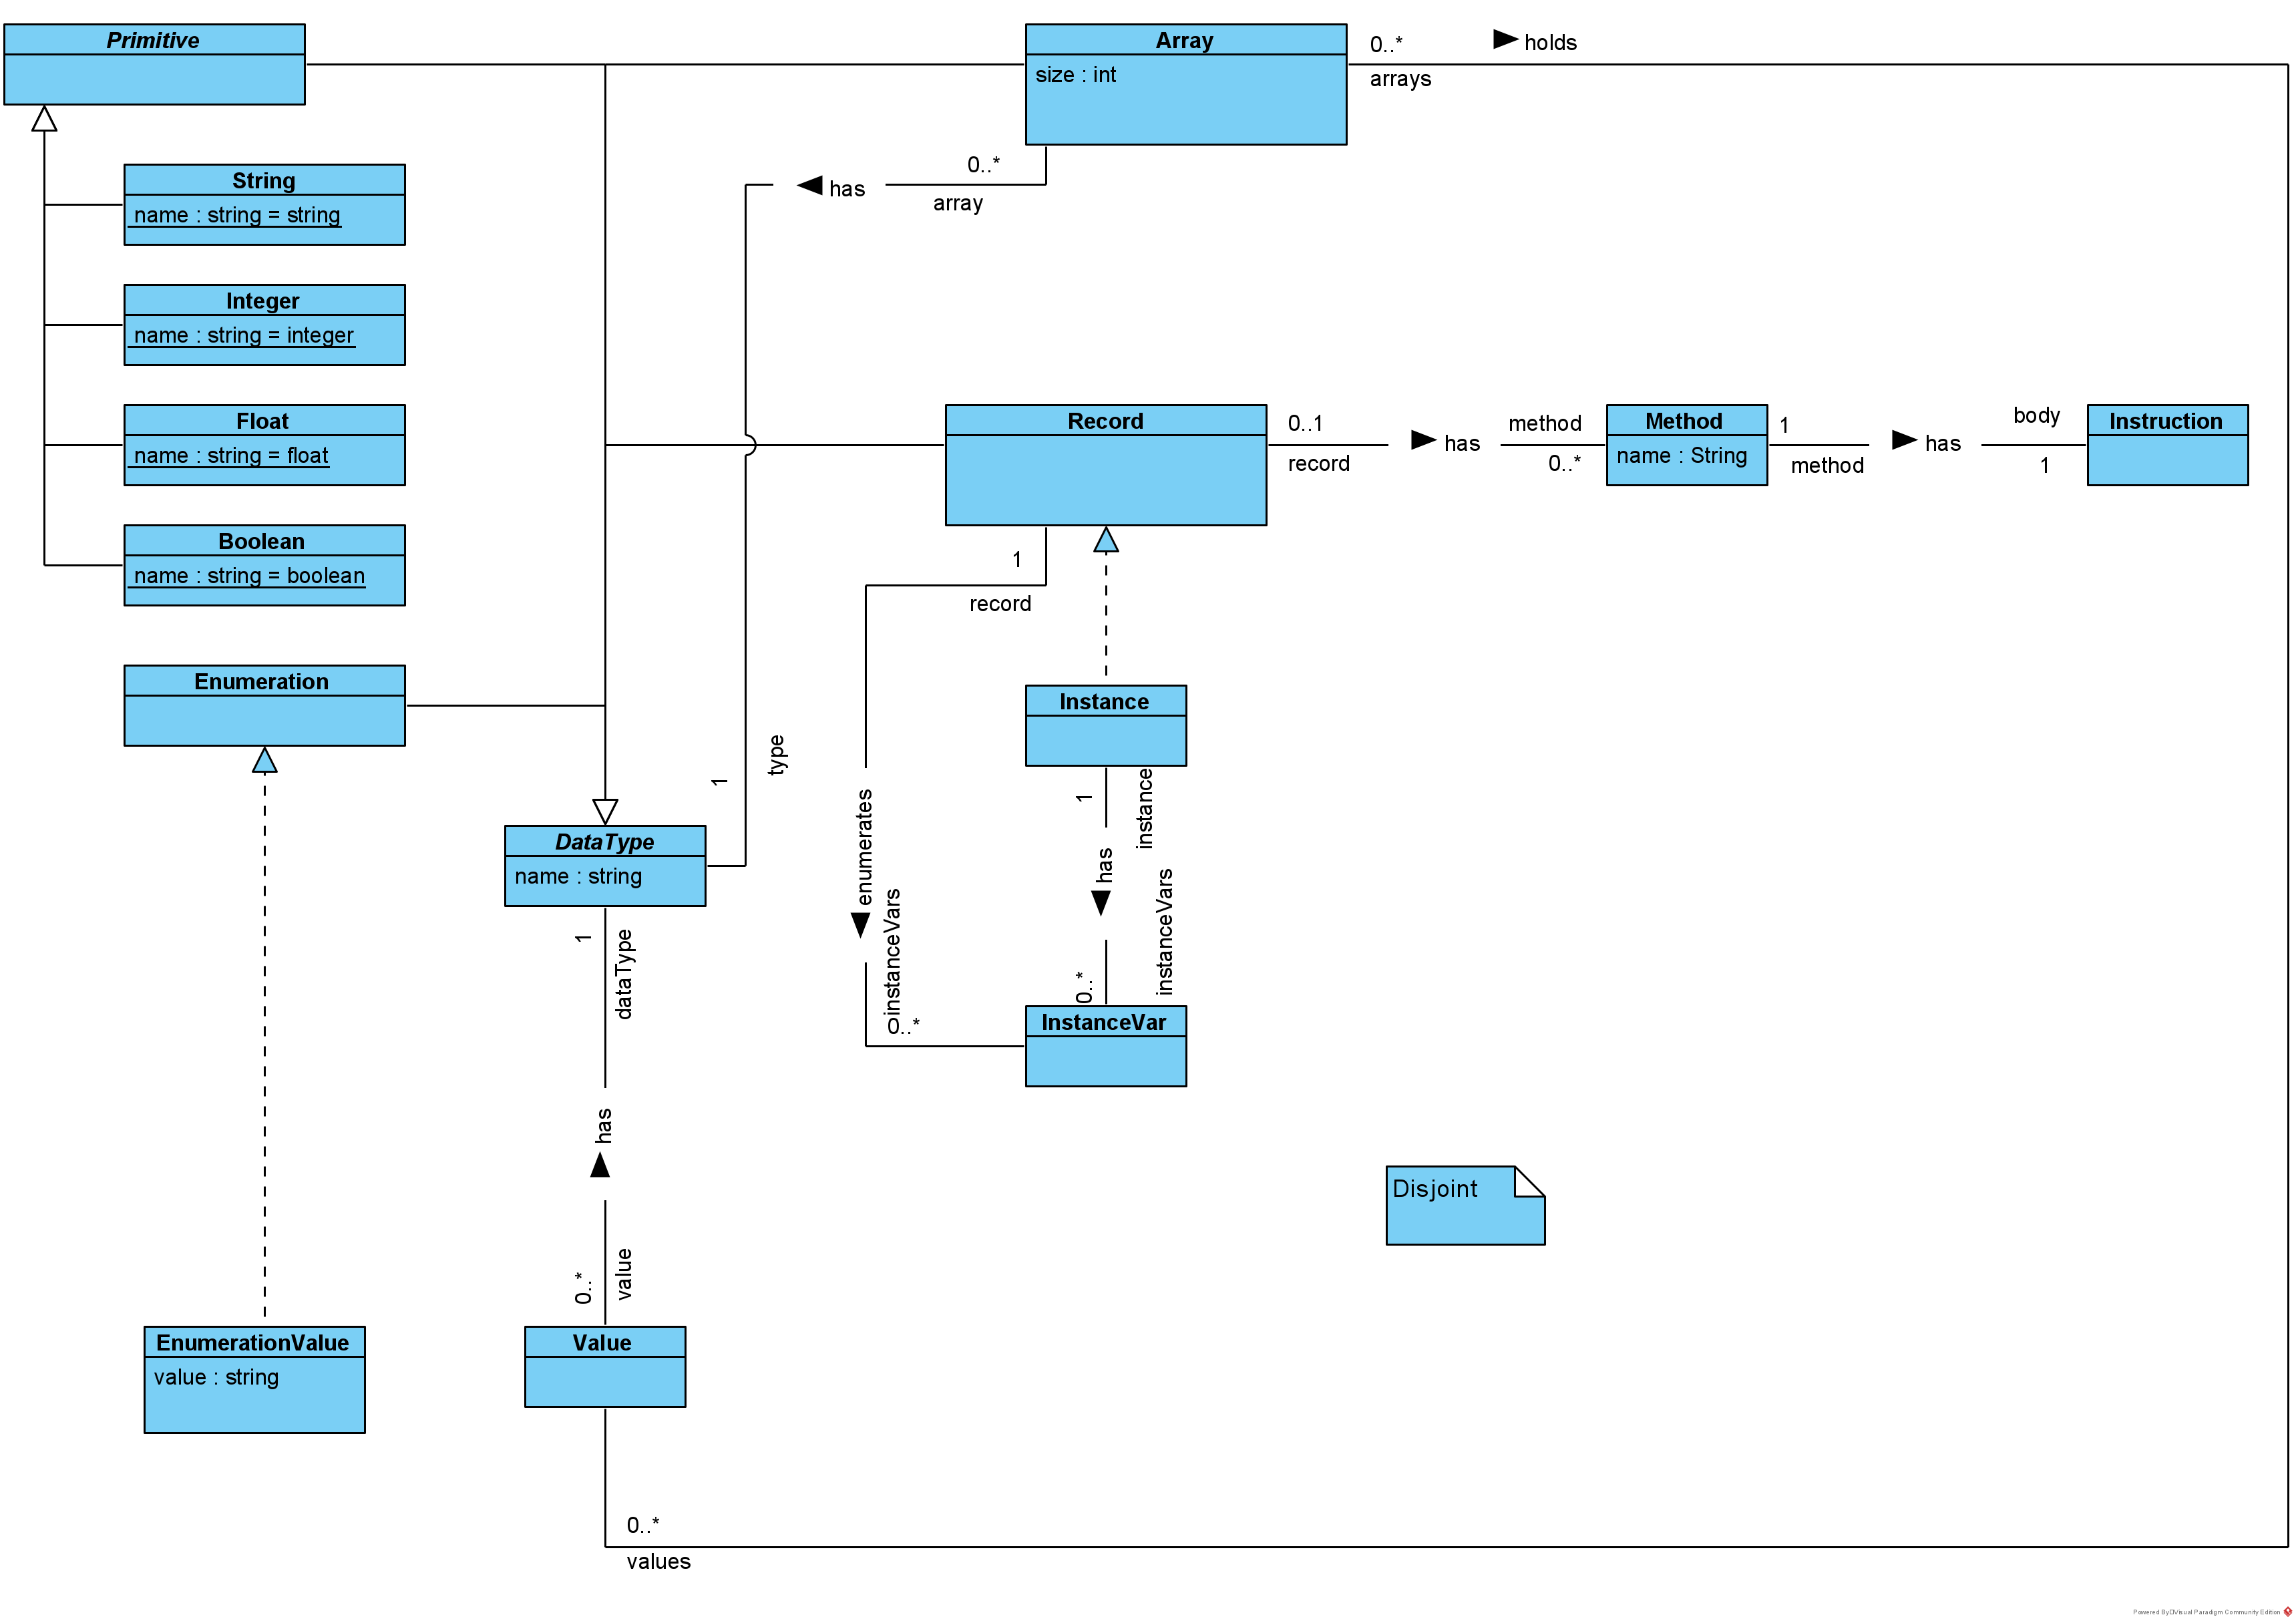 Primitive
Array
size : int
0..*
holds
arrays
String
name : string = string
0..*
has
array
Integer
name : string = integer
Float
name : string = float
Record
0..1
record
has
method
0..*
Method
name : String
1
method
has
body
1
Instruction
Boolean
name : string = boolean
1
record
Enumeration
Instance
type
1
1
instance
enumerates
has
DataType
name : string
instanceVars
instanceVars
0..*
0..*
1
dataType
InstanceVar
has
Disjoint
value
0..*
EnumerationValue
value : string
Value
0..*
values
Powered By Visual Paradigm Community Edition